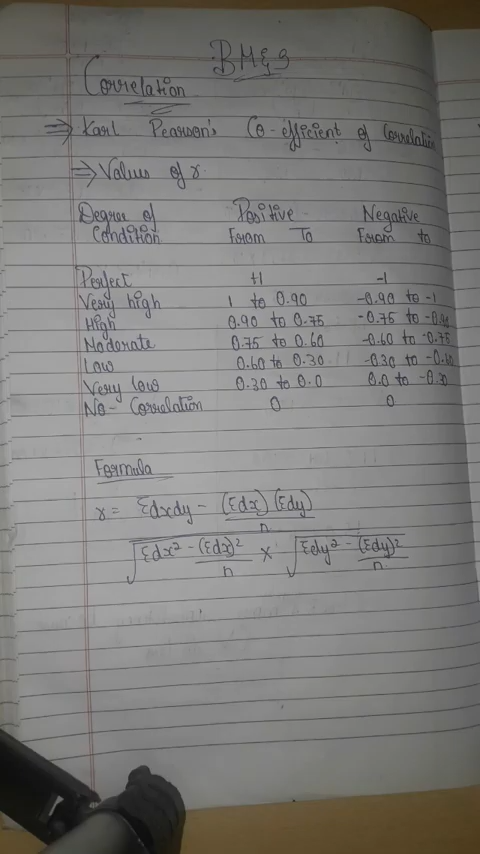 BM&S
Correlation
⇒ Karl Pearson's Co-efficient of Correlation
⇒ Values of r.
Degree of Positive Negative
Condition From To From to
Perfect +1 -1
Very high 1 to 0.90 -0.90 to -1
High 0.90 to 0.75 -0.75 to -0.90
Moderate 0.75 to 0.60 -0.60 to -0.75
Low 0.60 to 0.30 -0.30 to -0.60
Very low 0.30 to 0.0 0.0 to -0.30
No-Correlation 0 0
Formula
r = Σdxdy - (Σdx)(Σdy)
n
√Σdx² - (Σdx)² × √Σdy² - (Σdy)²
n n